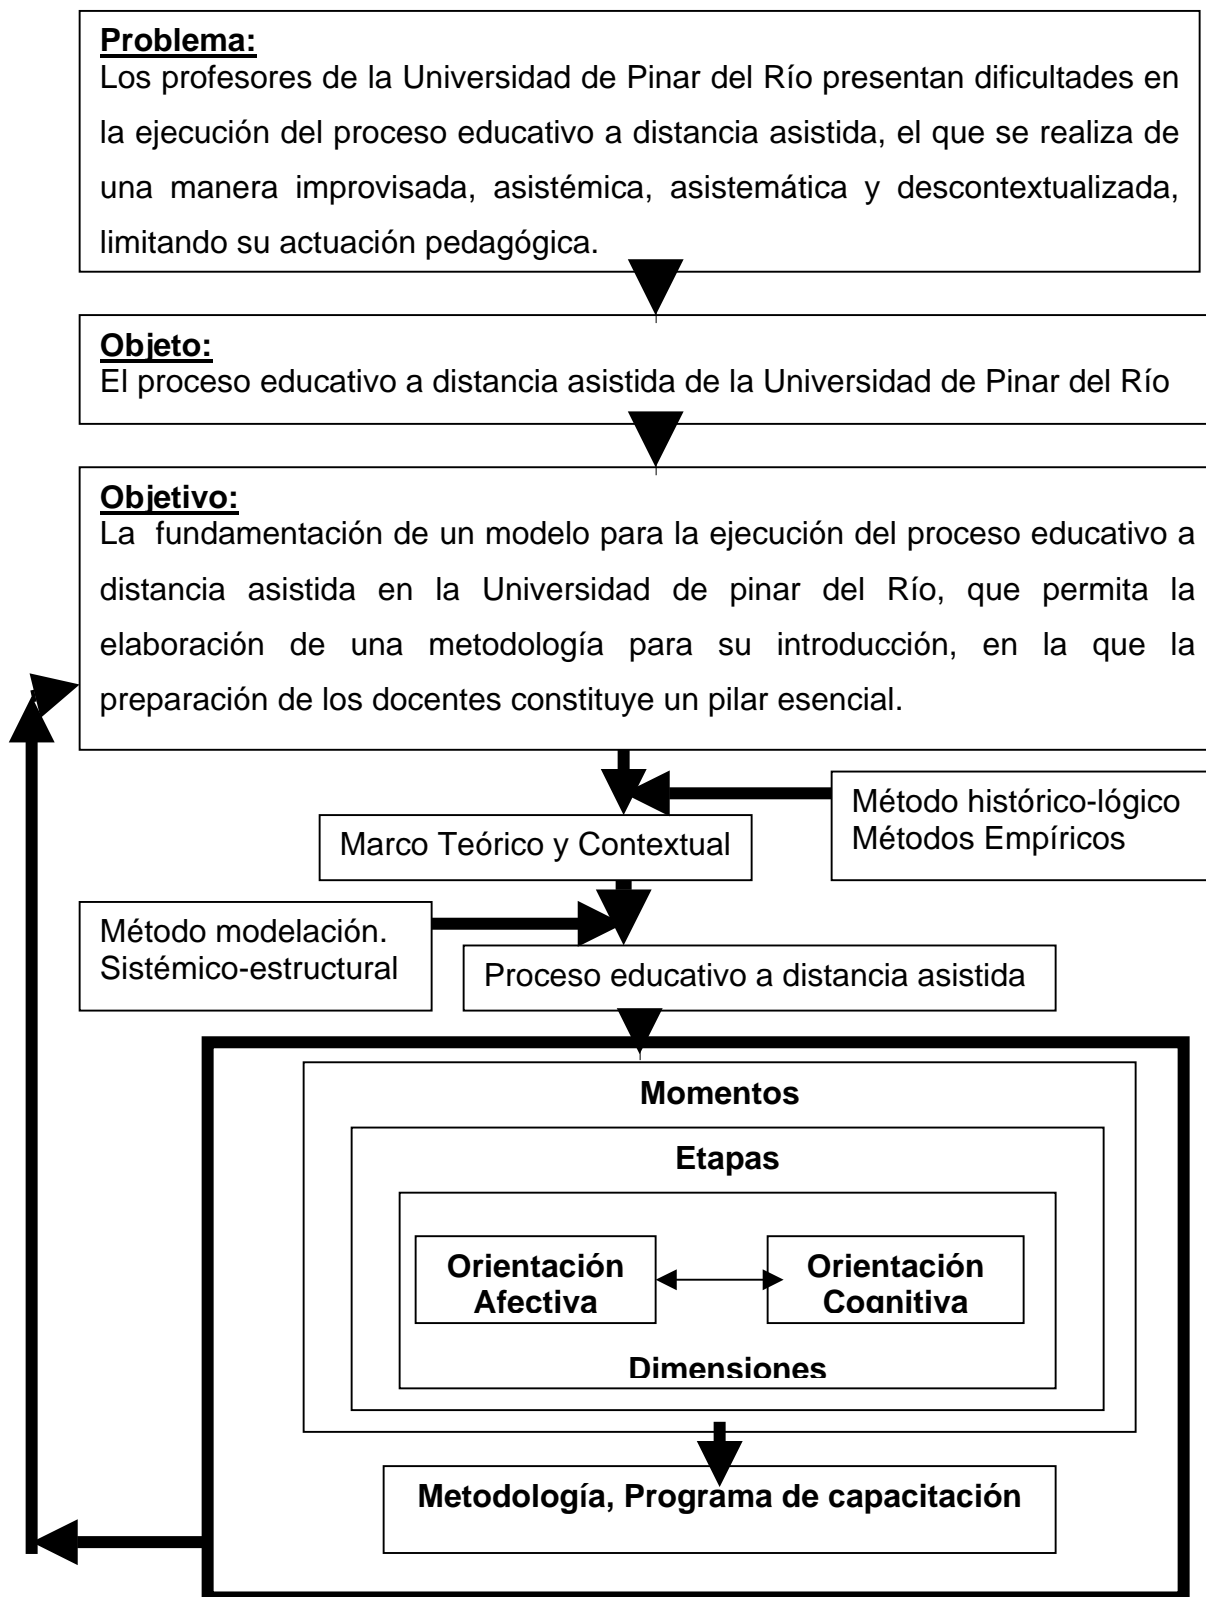 Problema:
Los profesores de la Universidad de Pinar del Río presentan dificultades en
la ejecución del proceso educativo a distancia asistida, el que se realiza de
una manera improvisada, asistémica, asistemática y descontextualizada,
limitando su actuación pedagógica.
Objeto:
El proceso educativo a distancia asistida de la Universidad de Pinar del Río
Objetivo:
La fundamentación de un modelo para la ejecución del proceso educativo a
distancia asistida en la Universidad de pinar del Río, que permita la
elaboración de una metodología para su introducción, en la que la
preparación de los docentes constituye un pilar esencial.
Método histórico-lógico
Métodos Empíricos
Marco Teórico y Contextual
Método modelación.
Sistémico-estructural
Proceso educativo a distancia asistida
Momentos
Etapas
Orientación
Afectiva
Orientación
Cognitiva
Dimensiones
Metodología, Programa de capacitación